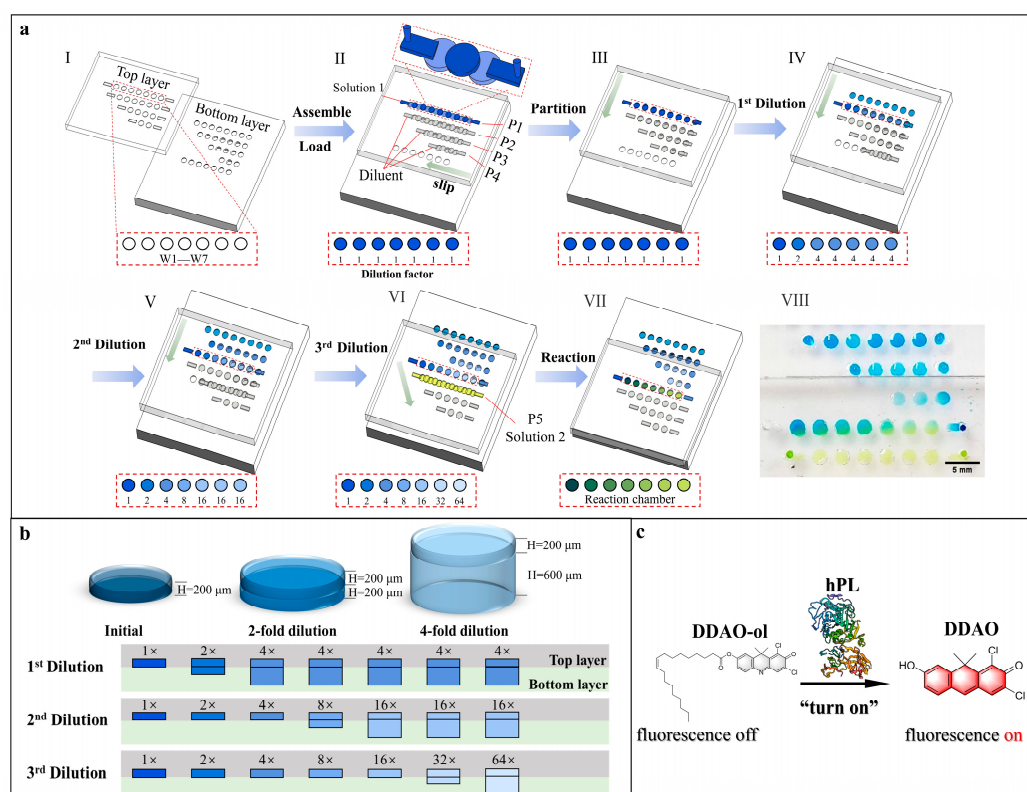 a
I
Top layer
Bottom layer
W1—W7
Assemble
Load
II
Solution 1
P1
P2
P3
P4
Diluent
slip
1 1 1 1 1 1 1
Dilution factor
Partition
III
1 1 1 1 1 1 1
1st Dilution
IV
1 2 4 4 4 4 4
2nd Dilution
V
1 2 4 8 16 16 16
3rd Dilution
VI
P5
Solution 2
1 2 4 8 16 32 64
Reaction
VII
Reaction chamber
VIII
5 mm
b
H=200 μm
H=200 μm
H=200 μm
H=200 μm
H=600 μm
Initial
2-fold dilution
4-fold dilution
1st Dilution
1× 2× 4× 4× 4× 4× 4×
Top layer
Bottom layer
2nd Dilution
1× 2× 4× 8× 16× 16× 16×
3rd Dilution
1× 2× 4× 8× 16× 32× 64×
c
DDAO-ol
O
O
N
Cl
O
Cl
fluorescence off
hPL
“turn on”
DDAO
HO
N
Cl
O
Cl
fluorescence on